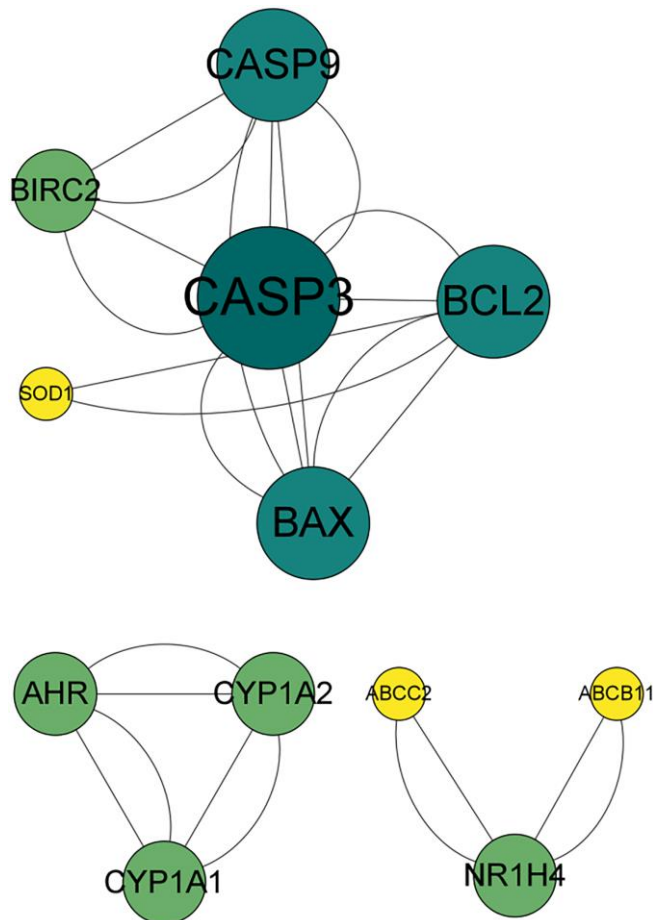 CASP9
BIRC2
CASP3
BCL2
SOD1
BAX
AHR
CYP1A2
ABCC2
ABCB11
CYP1A1
NR1H4